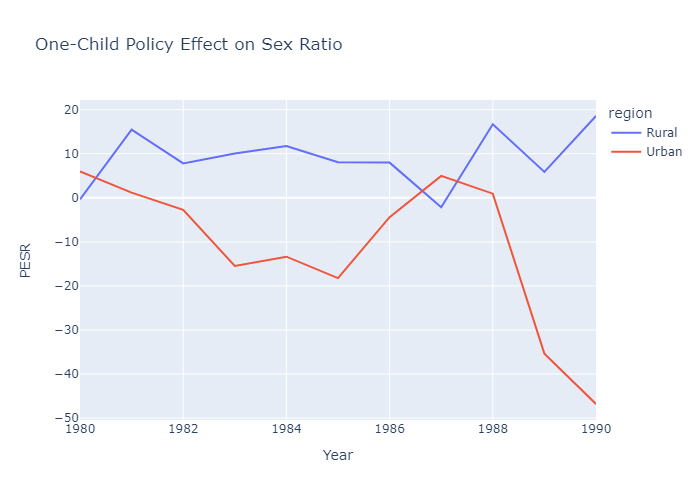 One-Child Policy Effect on Sex Ratio
region
Rural
Urban
20
10
0
−10
−20
−30
−40
−50
PESR
1980
1982
1984
1986
1988
1990
Year